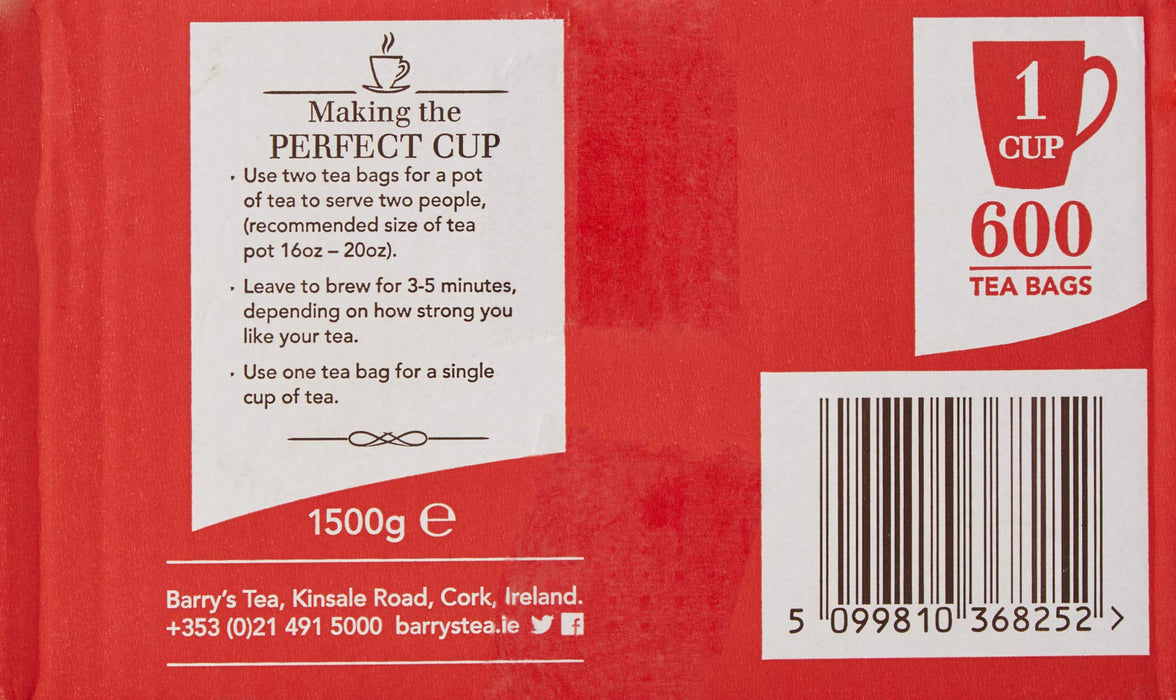 Making the
PERFECT CUP
· Use two tea bags for a pot
of tea to serve two people,
(recommended size of tea
pot 16oz – 20oz).
· Leave to brew for 3-5 minutes,
depending on how strong you
like your tea.
· Use one tea bag for a single
cup of tea.
1500g ℮
Barry's Tea, Kinsale Road, Cork, Ireland.
+353 (0)21 491 5000 barrystea.ie
1
CUP
600
TEA BAGS
5 099810 368252 >